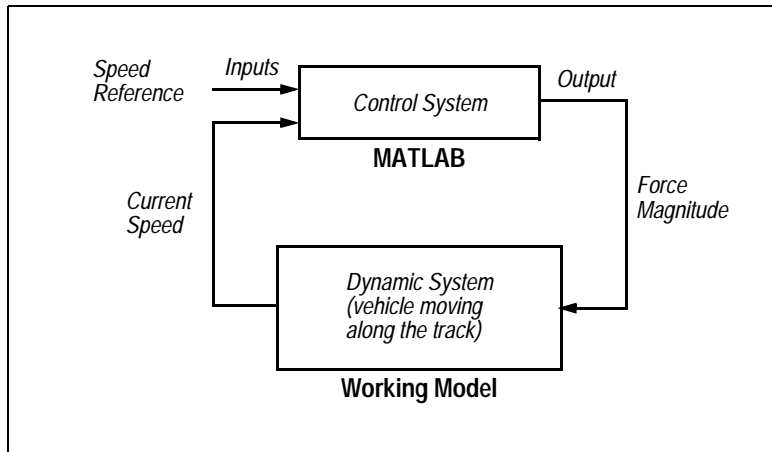 Speed
Reference
Inputs
Control System
Output
MATLAB
Current
Speed
Force
Magnitude
Dynamic System
(vehicle moving
along the track)
Working Model